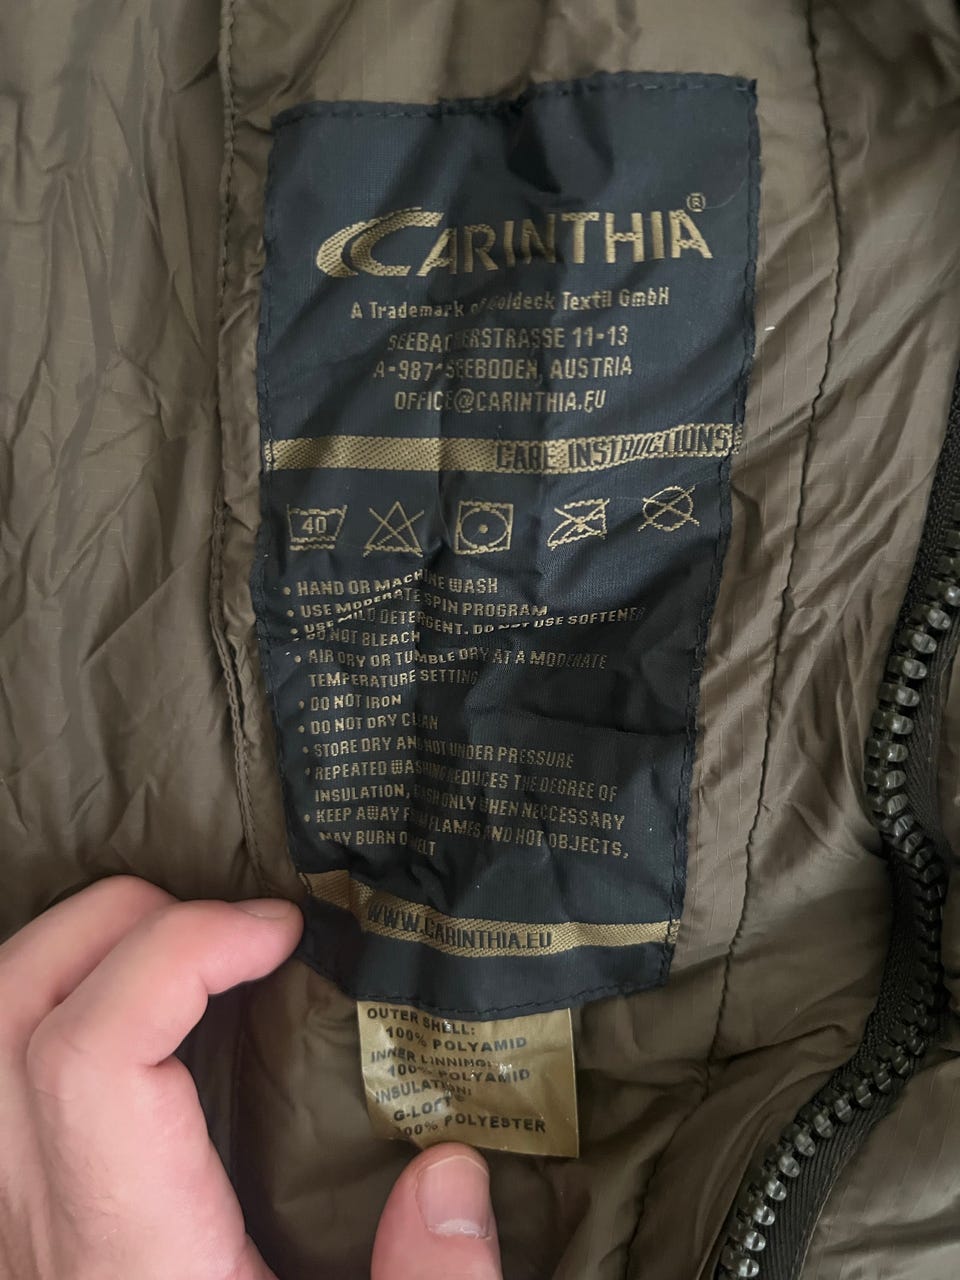 CARINTHIA®
A Trademark of Goldeck Textil GmbH
SEEBACHERSTRASSE 11-13
SEEBODEN, AUSTRIA
OFFICE@CARINTHIA.EU
CARE INSTRUCTIONS
40
• HAND OR MACHINE WASH
• USE MODERATE SPIN PROGRAM
• USE MILD DETERGENT. DO NOT USE SOFTENER
• DO NOT BLEACH
• AIR DRY OR TUMBLE DRY AT A MODERATE
TEMPERATURE SETTING
• DO NOT IRON
• DO NOT DRY CLEAN
• STORE DRY AND NOT UNDER PRESSURE
• REPEATED WASHING REDUCES THE DEGREE OF
INSULATION, WASH ONLY WHEN NECCESSARY
• KEEP AWAY FROM FLAMES AND HOT OBJECTS,
MAY BURN O MELT
WWW.CARINTHIA.EU
OUTER SHELL:
100% POLYAMID
INNER LINNING:
100% POLYAMID
INSULATION:
G-LOFT®
100% POLYESTER